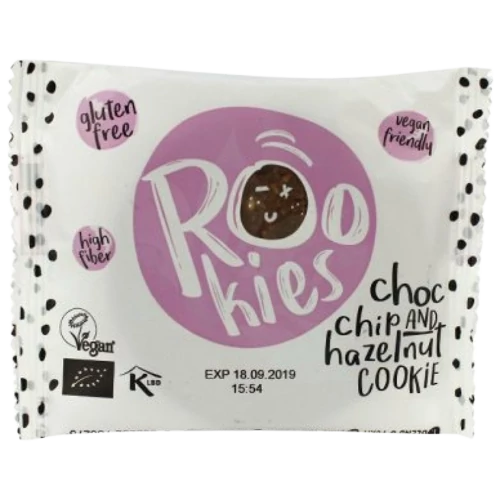 gluten
free
vegan
friendly
Roo
kies
high
fiber
choc
chip AND
hazelnut
COOKIE
Vegan
K LBD
EXP 18.09.2019
15:54